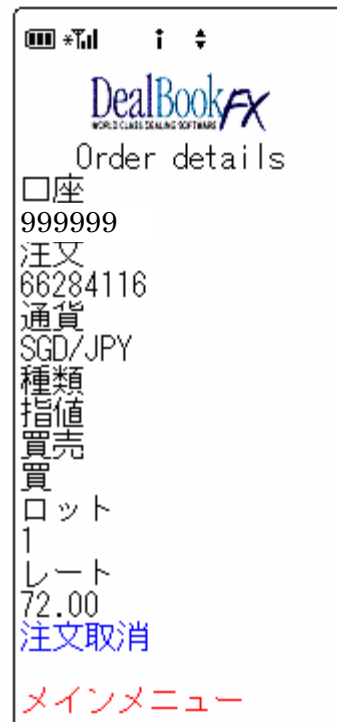 DealBook FX
WORLD CLASS DEALING SOFTWARE
Order details
口座
999999
注文
66284116
通貨
SGD/JPY
種類
指値
買売
買
ロット
1
レート
72.00
注文取消
メインメニュー